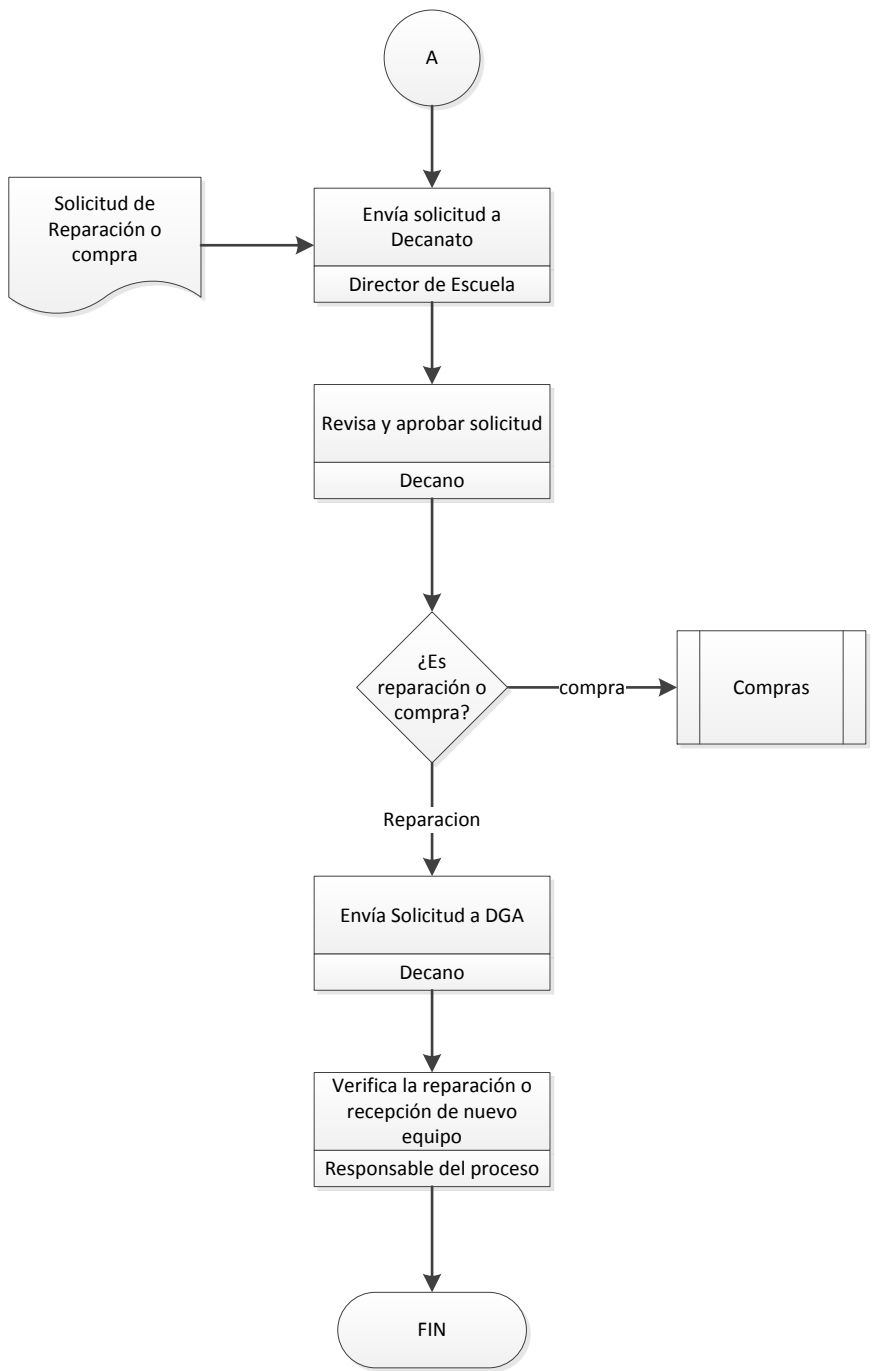 A
Solicitud de
Reparación o
compra
Envía solicitud a
Decanato
Director de Escuela
Revisa y aprobar solicitud
Decano
¿Es
reparación o
compra?
compra
Compras
Reparacion
Envía Solicitud a DGA
Decano
Verifica la reparación o
recepción de nuevo
equipo
Responsable del proceso
FIN